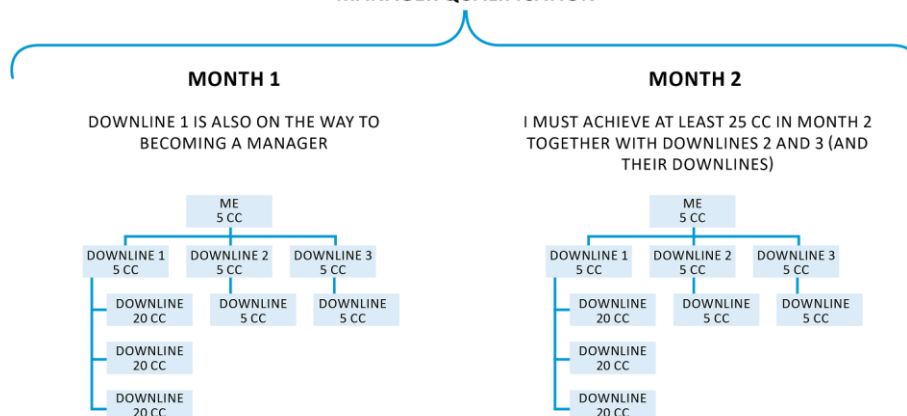 MONTH 1
DOWNLINE 1 IS ALSO ON THE WAY TO
BECOMING A MANAGER
ME
5 CC
DOWNLINE 1
5 CC
DOWNLINE 2
5 CC
DOWNLINE 3
5 CC
DOWNLINE
20 CC
DOWNLINE
5 CC
DOWNLINE
5 CC
DOWNLINE
20 CC
DOWNLINE
20 CC
MONTH 2
I MUST ACHIEVE AT LEAST 25 CC IN MONTH 2
TOGETHER WITH DOWNLINES 2 AND 3 (AND
THEIR DOWNLINES)
ME
5 CC
DOWNLINE 1
5 CC
DOWNLINE 2
5 CC
DOWNLINE 3
5 CC
DOWNLINE
20 CC
DOWNLINE
5 CC
DOWNLINE
5 CC
DOWNLINE
20 CC
DOWNLINE
20 CC